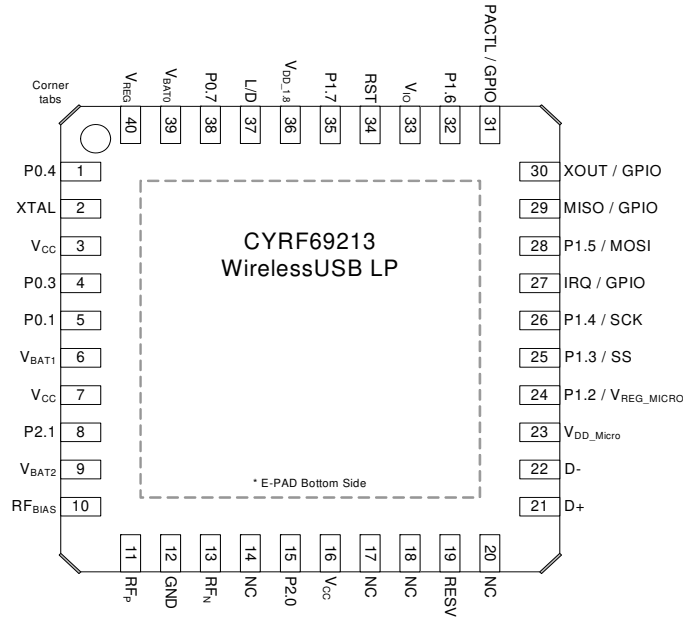 PACTL / GPIO
Corner
tabs
VREG
VBAT0
P0.7
L/D
VDD_1.8
P1.7
RST
VIO
P1.6
40
39
38
37
36
35
34
33
32
31
P0.4 1
30 XOUT / GPIO
XTAL 2
29 MISO / GPIO
VCC 3
28 P1.5 / MOSI
CYRF69213
WirelessUSB LP
P0.3 4
27 IRQ / GPIO
P0.1 5
26 P1.4 / SCK
VBAT1 6
25 P1.3 / SS
VCC 7
24 P1.2 / VREG_MICRO
P2.1 8
23 VDD_Micro
VBAT2 9
22 D-
* E-PAD Bottom Side
RFBIAS 10
21 D+
11
12
13
14
15
16
17
18
19
20
RFP
GND
RFN
NC
P2.0
VCC
NC
NC
RESV
NC